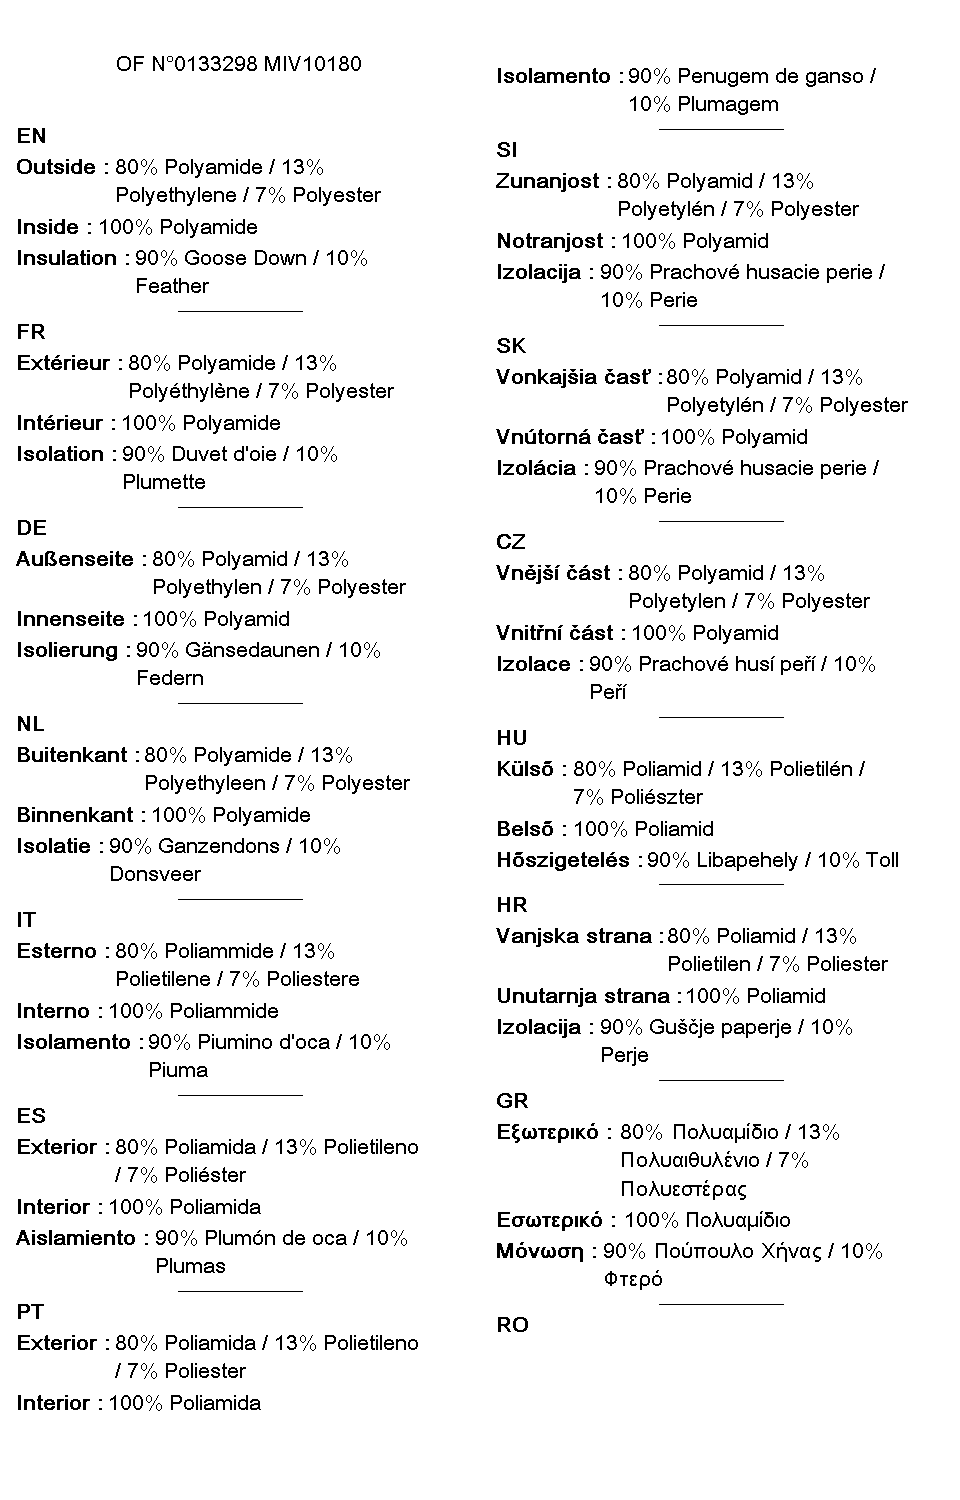 OF N°0133298 MIV10180
EN
Outside : 80% Polyamide / 13%
Polyethylene / 7% Polyester
Inside : 100% Polyamide
Insulation : 90% Goose Down / 10%
Feather
FR
Extérieur : 80% Polyamide / 13%
Polyéthylène / 7% Polyester
Intérieur : 100% Polyamide
Isolation : 90% Duvet d'oie / 10%
Plumette
DE
Außenseite : 80% Polyamid / 13%
Polyethylen / 7% Polyester
Innenseite : 100% Polyamid
Isolierung : 90% Gänsedaunen / 10%
Federn
NL
Buitenkant : 80% Polyamide / 13%
Polyethyleen / 7% Polyester
Binnenkant : 100% Polyamide
Isolatie : 90% Ganzendons / 10%
Donsveer
IT
Esterno : 80% Poliammide / 13%
Polietilene / 7% Poliestere
Interno : 100% Poliammide
Isolamento : 90% Piumino d'oca / 10%
Piuma
ES
Exterior : 80% Poliamida / 13% Polietileno
/ 7% Poliéster
Interior : 100% Poliamida
Aislamiento : 90% Plumón de oca / 10%
Plumas
PT
Exterior : 80% Poliamida / 13% Polietileno
/ 7% Poliester
Interior : 100% Poliamida
Isolamento : 90% Penugem de ganso /
10% Plumagem
SI
Zunanjost : 80% Polyamid / 13%
Polyetylén / 7% Polyester
Notranjost : 100% Polyamid
Izolacija : 90% Prachové husacie perie /
10% Perie
SK
Vonkajšia časť : 80% Polyamid / 13%
Polyetylén / 7% Polyester
Vnútorná časť : 100% Polyamid
Izolácia : 90% Prachové husacie perie /
10% Perie
CZ
Vnější část : 80% Polyamid / 13%
Polyetylen / 7% Polyester
Vnitřní část : 100% Polyamid
Izolace : 90% Prachové husí peří / 10%
Peří
HU
Külső : 80% Poliamid / 13% Polietilén /
7% Poliészter
Belső : 100% Poliamid
Hőszigetelés : 90% Libapehely / 10% Toll
HR
Vanjska strana : 80% Poliamid / 13%
Polietilen / 7% Poliester
Unutarnja strana : 100% Poliamid
Izolacija : 90% Guščje paperje / 10%
Perje
GR
Εξωτερικό : 80% Πολυαμίδιο / 13%
Πολυαιθυλένιο / 7%
Πολυεστέρας
Εσωτερικό : 100% Πολυαμίδιο
Μόνωση : 90% Πούπουλο Χήνας / 10%
Φτερό
RO